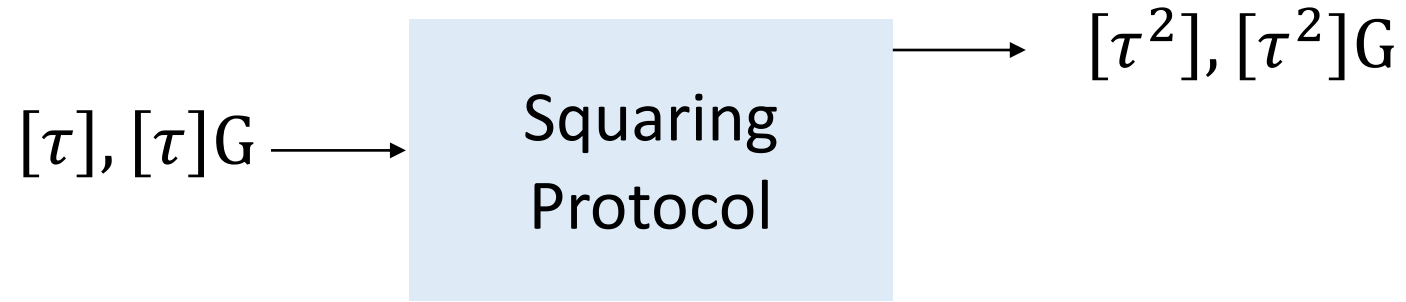 [τ], [τ]G
Squaring
Protocol
[τ²], [τ²]G